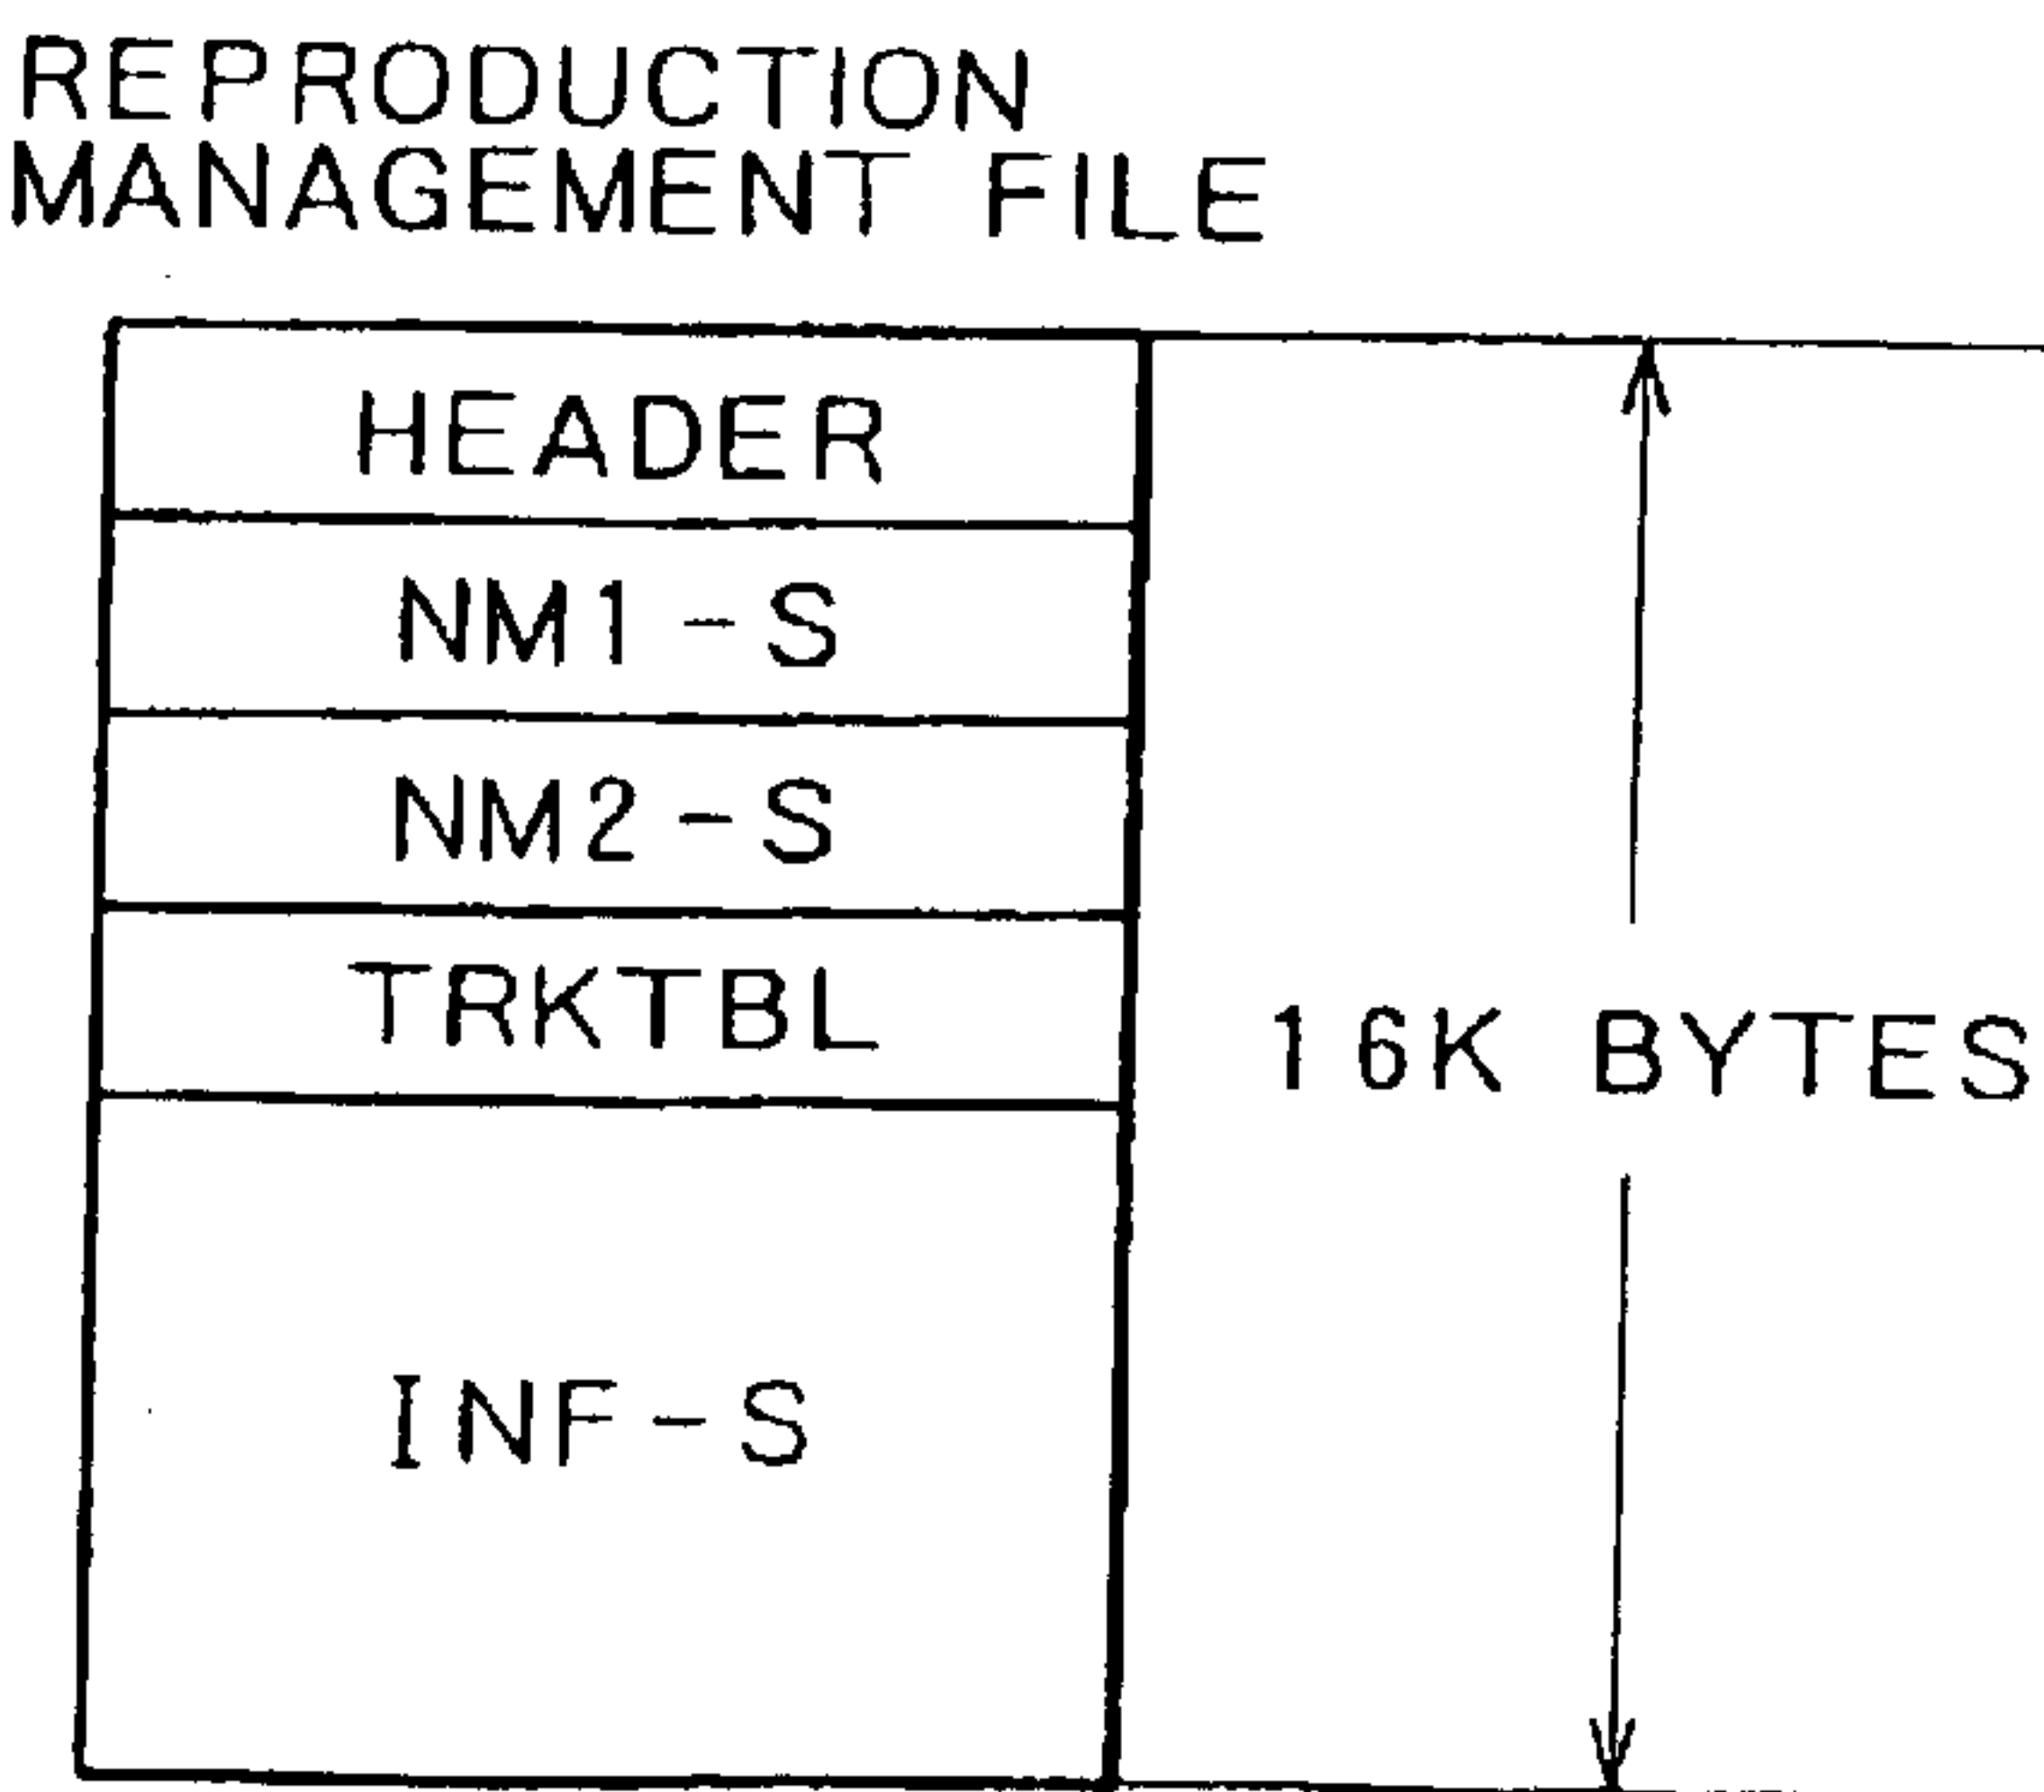 REPRODUCTION
MANAGEMENT FILE
HEADER
NM1-S
NM2-S
TRKTBL
16K BYTES
INF-S